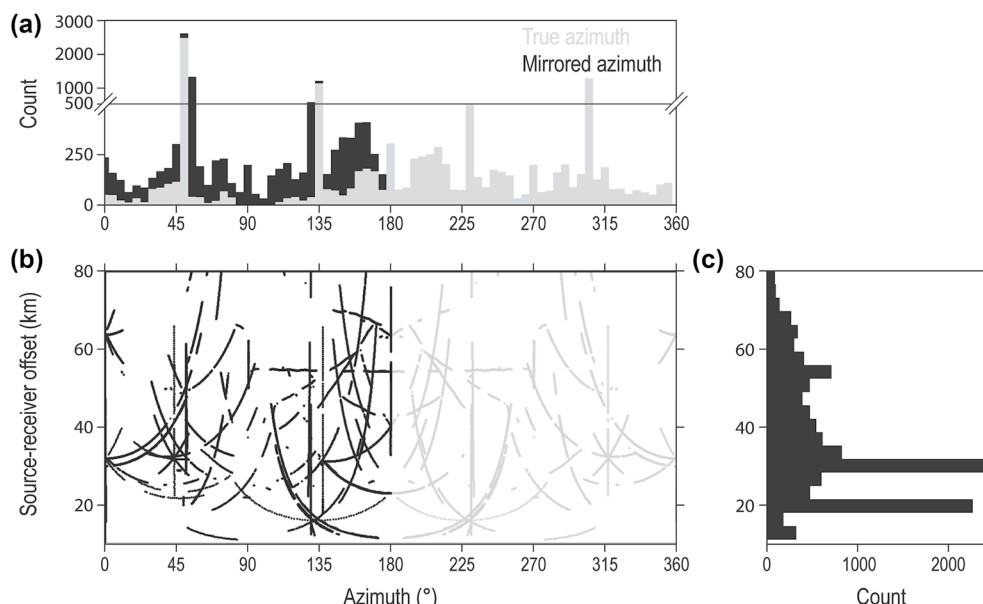 (a)
3000
2000
1000
500
250
0
Count
True azimuth
Mirrored azimuth
0 45 90 135 180 225 270 315 360
(b)
80
60
40
20
Source-receiver offset (km)
0 45 90 135 180 225 270 315 360
Azimuth (°)
(c)
80
60
40
20
0 1000 2000
Count